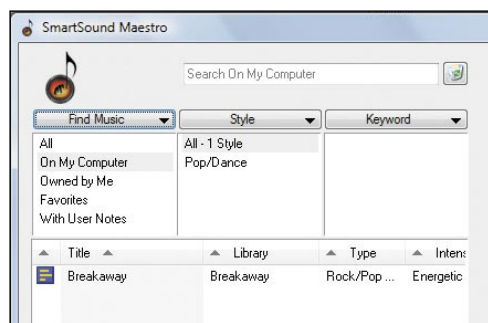 SmartSound Maestro
Search On My Computer
Find Music Style Keyword
All All - 1 Style
On My Computer Pop/Dance
Owned by Me
Favorites
With User Notes
Title Library Type Intens
Breakaway Breakaway Rock/Pop ... Energetic